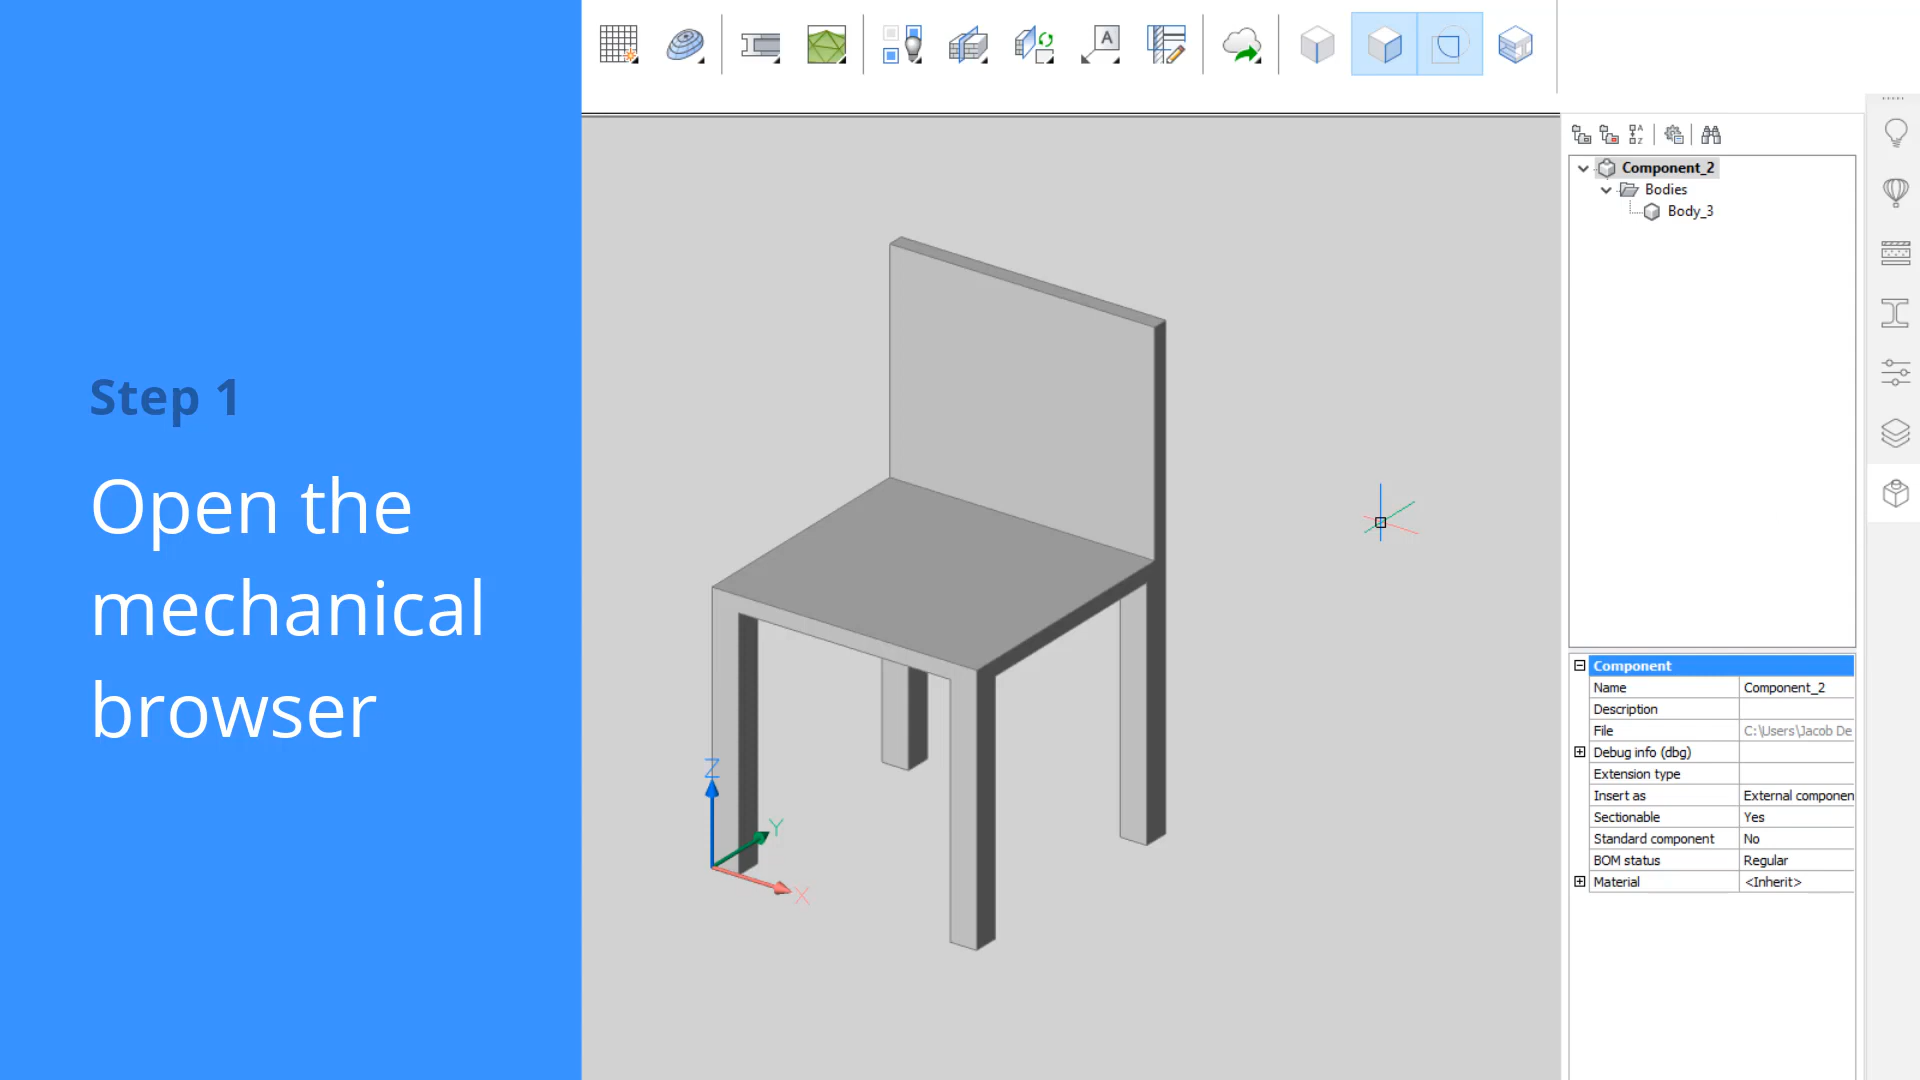 Step 1
Open the
mechanical
browser
A
A
Z
Component_2
Bodies
Body_3
Z
Y
X
Component
Name Component_2
Description
File C:\Users\Jacob De
Debug info (dbg)
Extension type
Insert as External componen
Sectionable Yes
Standard component No
BOM status Regular
Material <Inherit>